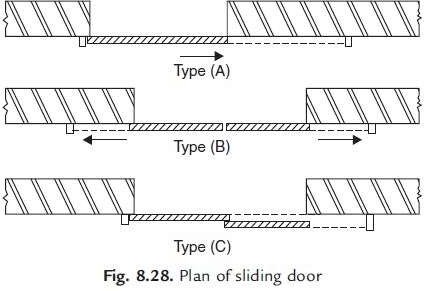 Type (A)
Type (B)
Type (C)
Fig. 8.28. Plan of sliding door